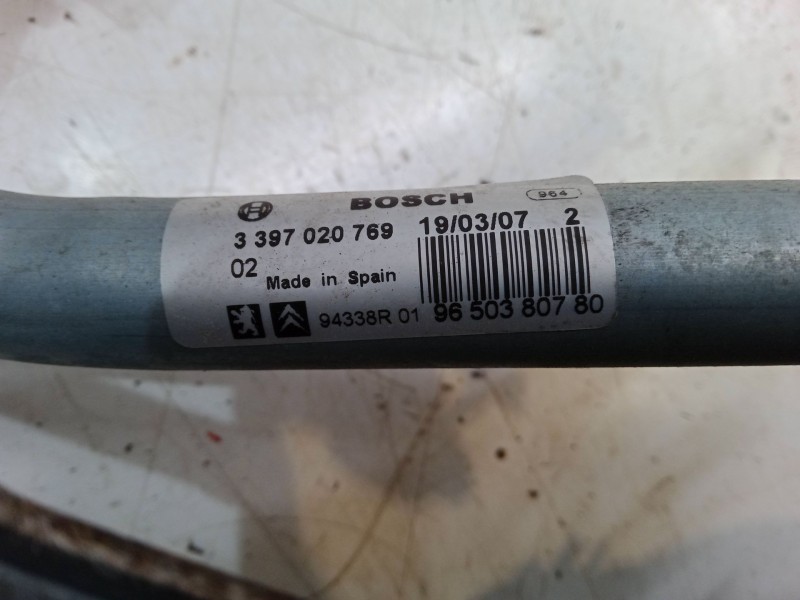 BOSCH 964
3 397 020 769 19/03/07 2
02 Made in Spain
94338R 01 96 503 807 80